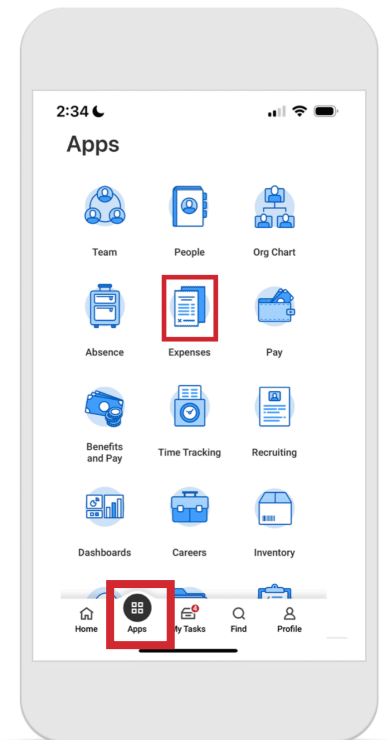 2:34
Apps
Team
People
Org Chart
Absence
Expenses
Pay
Benefits
and Pay
Time Tracking
Recruiting
Dashboards
Careers
Inventory
4
Home
Apps
My Tasks
Find
Profile